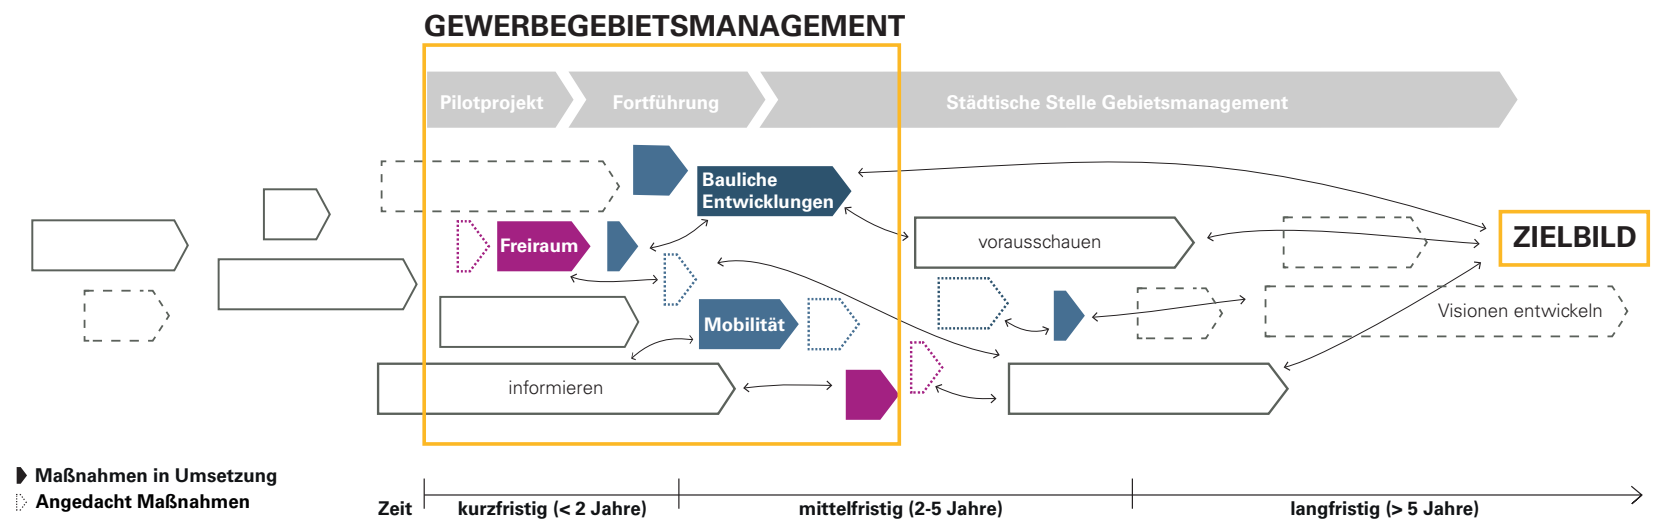 GEWERBEGEBIETSMANAGEMENT
Pilotprojekt
Fortführung
Städtische Stelle Gebietsmanagement
Bauliche
Entwicklungen
Freiraum
vorausschauen
ZIELBILD
Visionen entwickeln
Mobilität
informieren
Maßnahmen in Umsetzung
Angedacht Maßnahmen
Zeit
kurzfristig (< 2 Jahre)
mittelfristig (2-5 Jahre)
langfristig (> 5 Jahre)